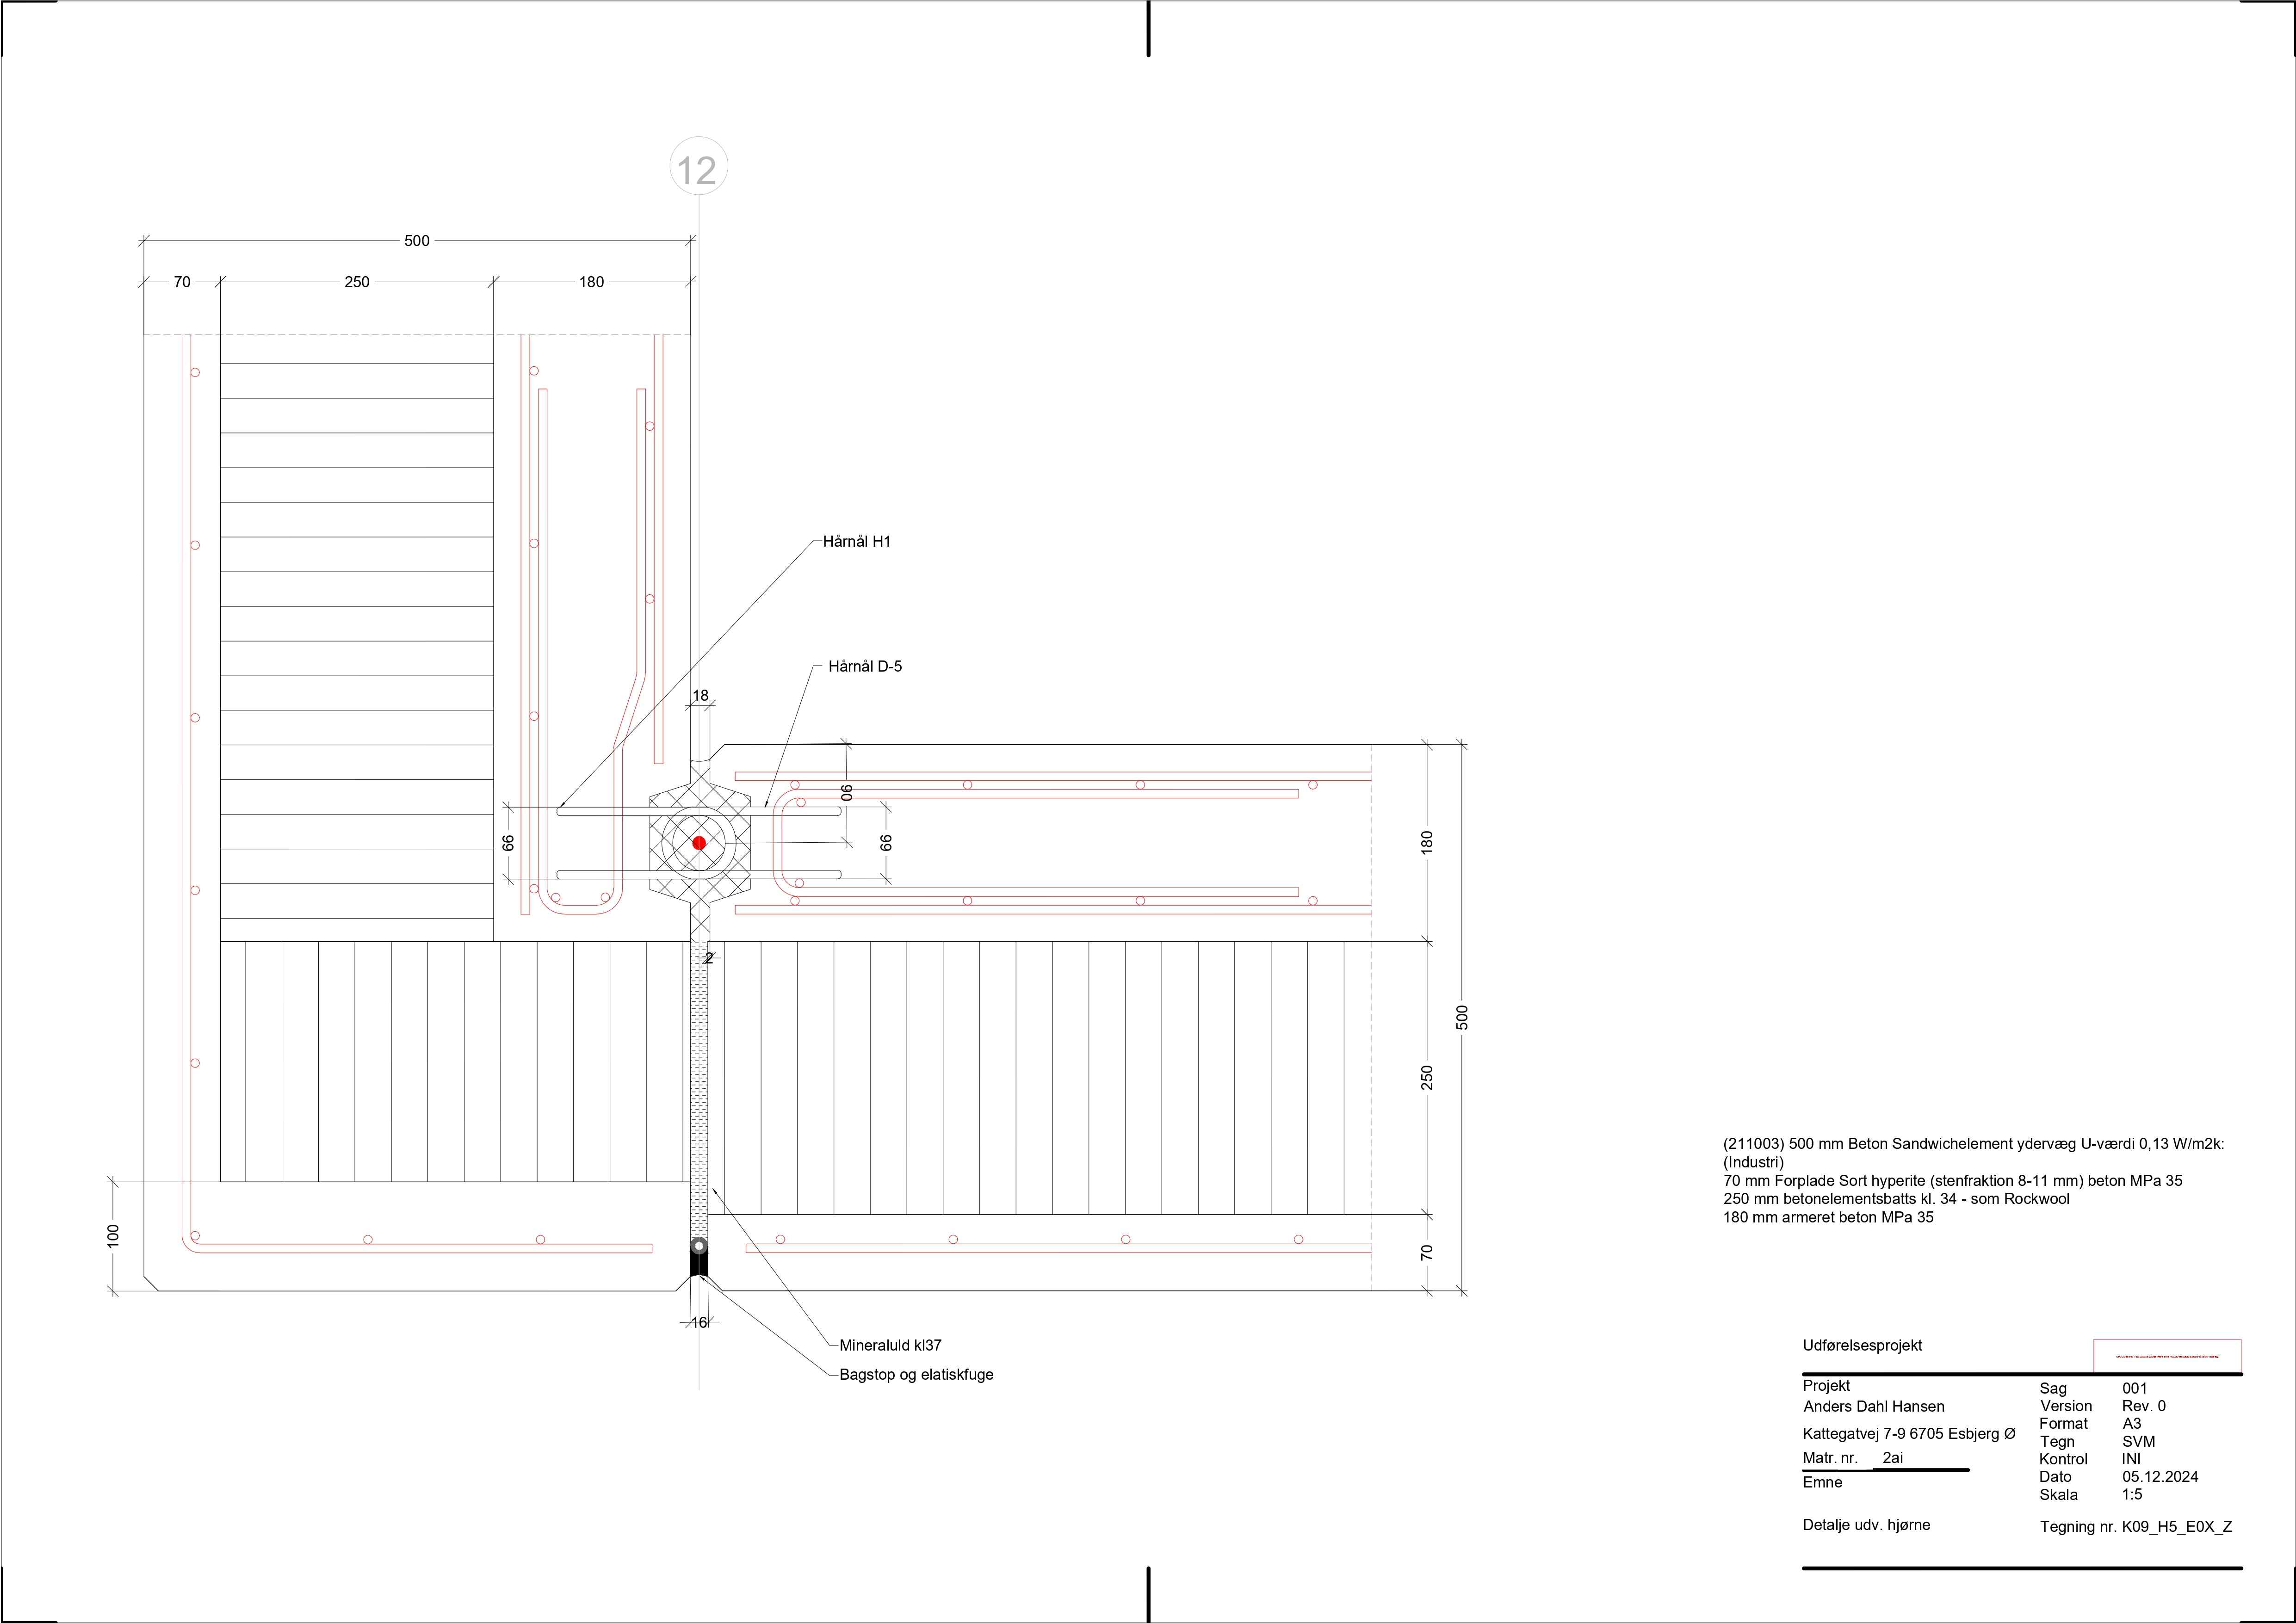 12
500
70
250
180
Hårnål H1
Hårnål D-5
18
90
66
66
180
2
500
250
(211003) 500 mm Beton Sandwichelement ydervæg U-værdi 0,13 W/m2k:
(Industri)
70 mm Forplade Sort hyperite (stenfraktion 8-11 mm) beton MPa 35
250 mm betonelementsbatts kl. 34 - som Rockwool
180 mm armeret beton MPa 35
100
70
16
Mineraluld kl37
Bagstop og elatiskfuge
Udførelsesprojekt
Projekt
Anders Dahl Hansen
Kattegatvej 7-9 6705 Esbjerg Ø
Matr. nr. 2ai
Emne
Detalje udv. hjørne
Sag 001
Version Rev. 0
Format A3
Tegn SVM
Kontrol INI
Dato 05.12.2024
Skala 1:5
Tegning nr. K09_H5_E0X_Z